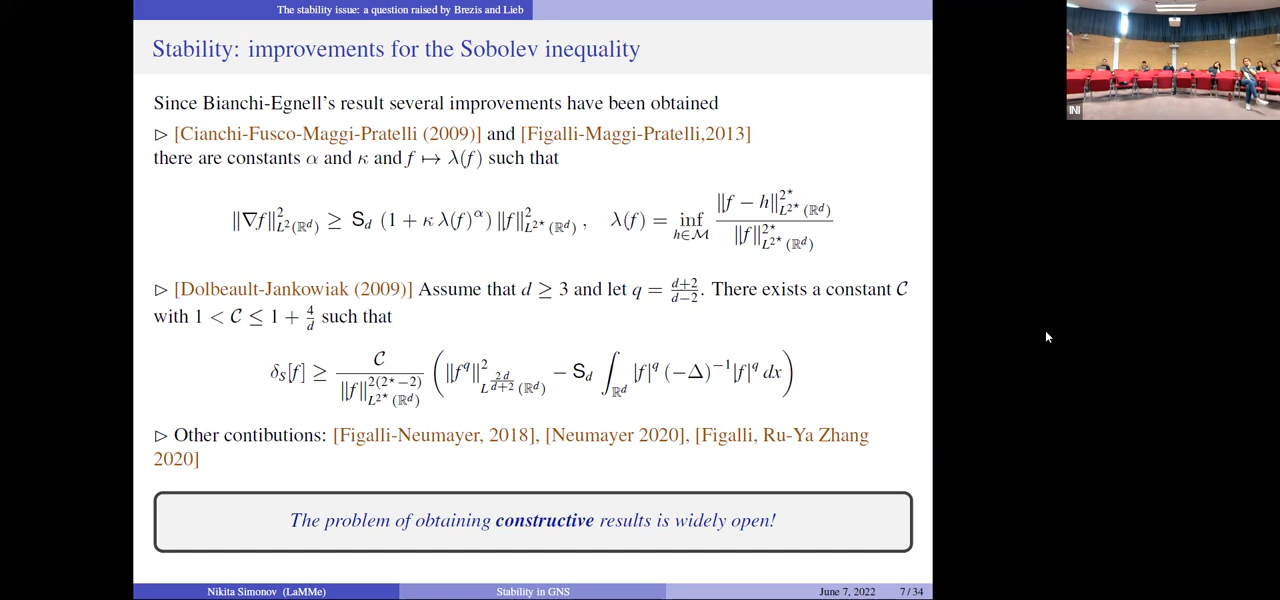 The stability issue: a question raised by Brezis and Lieb
Stability: improvements for the Sobolev inequality
Since Bianchi-Egnell's result several improvements have been obtained
▷ [Cianchi-Fusco-Maggi-Pratelli (2009)] and [Figalli-Maggi-Pratelli,2013]
there are constants α and κ and f ↦ λ(f) such that
‖∇f‖²_{L²(ℝ^d)} ≥ S_d (1 + κ λ(f)^α) ‖f‖²_{L^{2⋆}(ℝ^d)} , λ(f) = inf_{h∈ℳ} ‖f − h‖^{2⋆}_{L^{2⋆}(ℝ^d)} / ‖f‖^{2⋆}_{L^{2⋆}(ℝ^d)}
▷ [Dolbeault-Jankowiak (2009)] Assume that d ≥ 3 and let q = (d+2)/(d−2). There exists a constant 𝒞
with 1 < 𝒞 ≤ 1 + 4/d such that
δ_S[f] ≥ 𝒞 / ‖f‖^{2(2⋆−2)}_{L^{2⋆}(ℝ^d)} ( ‖f^q‖²_{L^{2d/(d+2)}(ℝ^d)} − S_d ∫_{ℝ^d} |f|^q (−Δ)^{−1} |f|^q dx )
▷ Other contibutions: [Figalli-Neumayer, 2018], [Neumayer 2020], [Figalli, Ru-Ya Zhang
2020]
The problem of obtaining constructive results is widely open!
Nikita Simonov (LaMMe) Stability in GNS June 7, 2022 7 / 34
INI